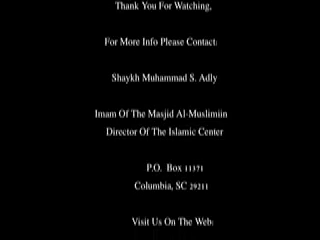 Thank You For Watching,
For More Info Please Contact:
Shaykh Muhammad S. Adly
Imam Of The Masjid Al-Muslimiin
Director Of The Islamic Center
P.O. Box 11371
Columbia, SC 29211
Visit Us On The Web: